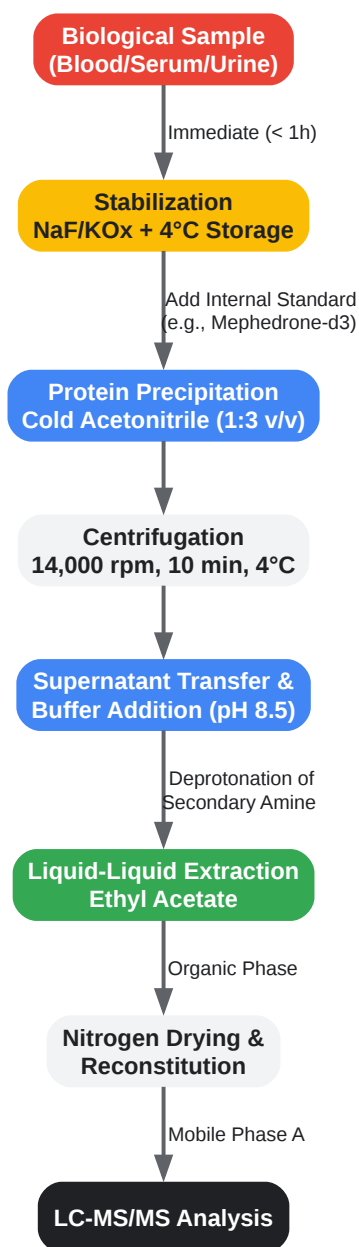 Biological Sample
(Blood/Serum/Urine)
Immediate (< 1h)
Stabilization
NaF/KOx + 4°C Storage
Add Internal Standard
(e.g., Mephedrone-d3)
Protein Precipitation
Cold Acetonitrile (1:3 v/v)
Centrifugation
14,000 rpm, 10 min, 4°C
Supernatant Transfer &
Buffer Addition (pH 8.5)
Deprotonation of
Secondary Amine
Liquid-Liquid Extraction
Ethyl Acetate
Organic Phase
Nitrogen Drying &
Reconstitution
Mobile Phase A
LC-MS/MS Analysis